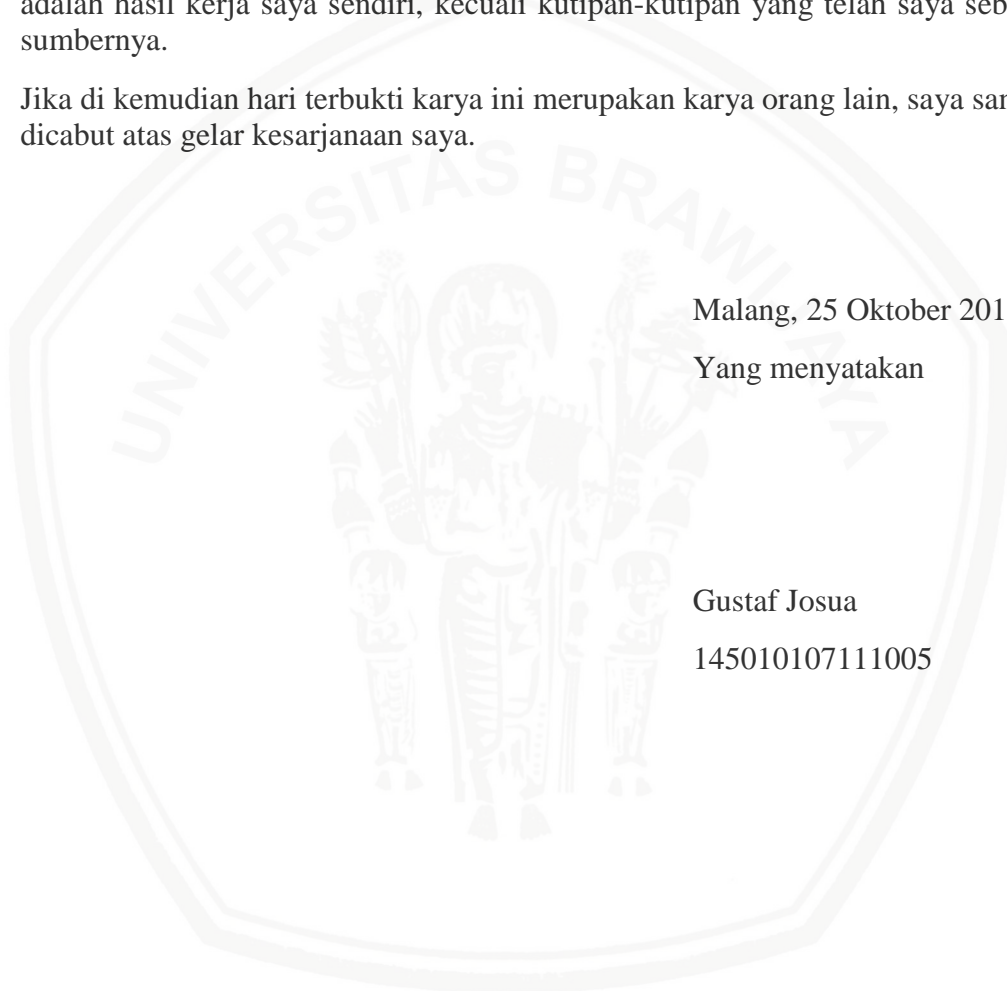 adalah hasil kerja saya sendiri, kecuali kutipan-kutipan yang telah saya seb
sumbernya.
Jika di kemudian hari terbukti karya ini merupakan karya orang lain, saya
dicabut atas gelar kesarjanaan saya.
UNIVERSITAS BRAWIJAYA
Malang, 25 Oktober 201
Yang menyatakan
Gustaf Josua
145010107111005